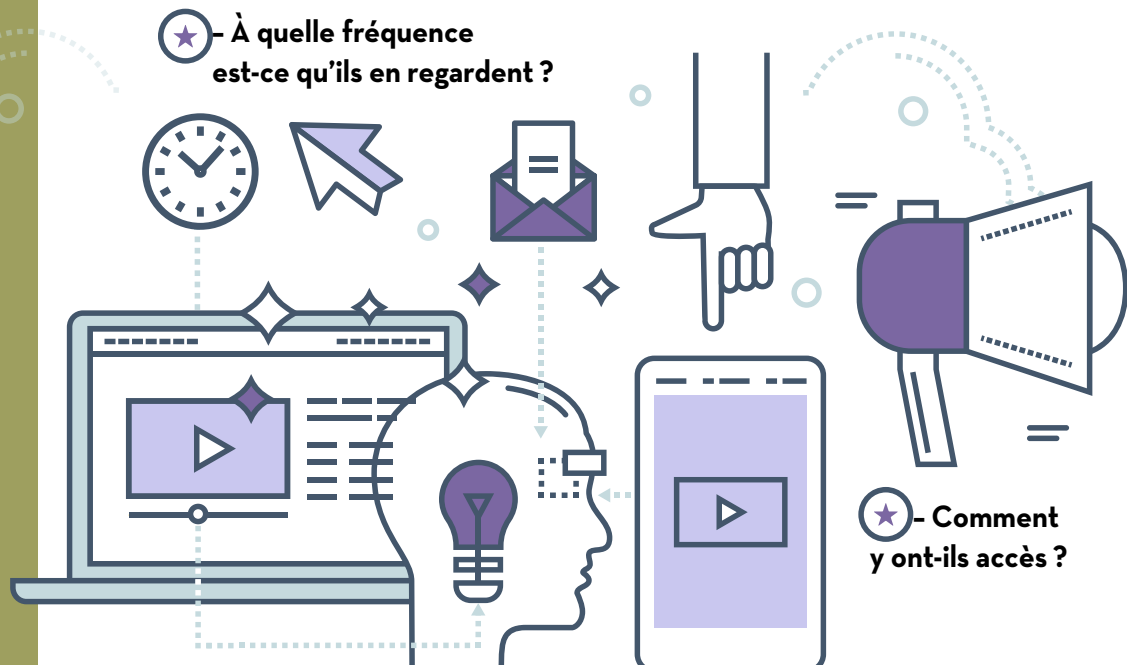 – À quelle fréquence
est-ce qu'ils en regardent ?
– Comment
y ont-ils accès ?